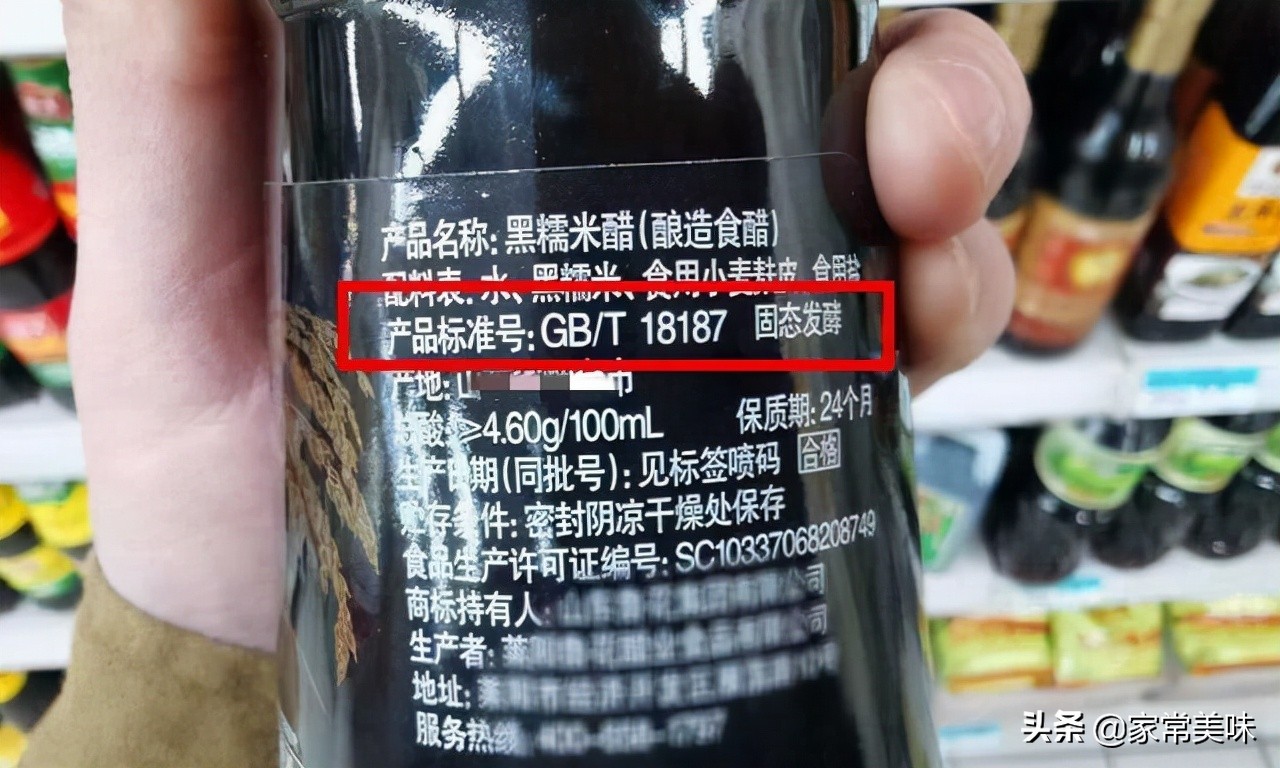 产品名称：黑糯米醋(酿造食醋)
配料表：水、黑糯米、食用小麦麸皮、食用盐
产品标准号：GB/T 18187 固态发酵
产地：山 市
总酸：≥4.60g/100mL 保质期：24个月
生产日期(同批号)：见标签喷码 合格
贮存条件：密封阴凉干燥处保存
食品生产许可证编号：SC10337068208749
商标持有人：
生产者：
地址：
服务热线
头条 @家常美味